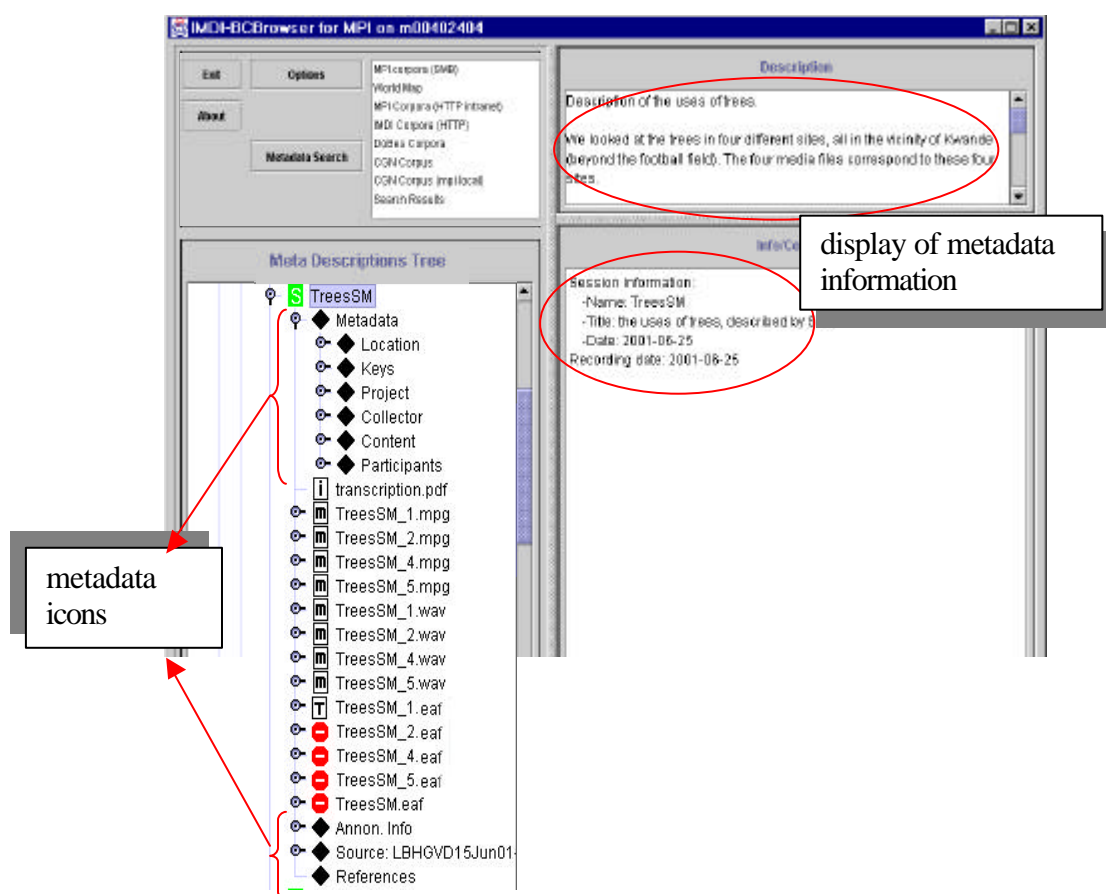 IMDI-BCBrowser for MPI on m00402404
Exit
Options
About
Metadata Search
MPI corpora (SMB)
World Map
MPI Corpora (HTTP intranet)
IMDI Corpora (HTTP)
DoBes Corpora
CGN Corpus
CGN Corpus (mpi local)
Search Results
Description
Description of the uses of trees.
We looked at the trees in four different sites, all in the vicinity of Kwande
(beyond the football field). The four media files correspond to these four
sites.
display of metadata
information
Meta Descriptions Tree
S TreesSM
Metadata
Location
Keys
Project
Collector
Content
Participants
i transcription.pdf
m TreesSM_1.mpg
m TreesSM_2.mpg
m TreesSM_4.mpg
m TreesSM_5.mpg
m TreesSM_1.wav
m TreesSM_2.wav
m TreesSM_4.wav
m TreesSM_5.wav
T TreesSM_1.eaf
TreesSM_2.eaf
TreesSM_4.eaf
TreesSM_5.eaf
TreesSM.eaf
Annon. Info
Source: LBHGVD15Jun01-
References
Info/Co
Session information:
-Name: TreesSM
-Title: the uses of trees, described by
-Date: 2001-06-25
Recording date: 2001-06-25
metadata
icons